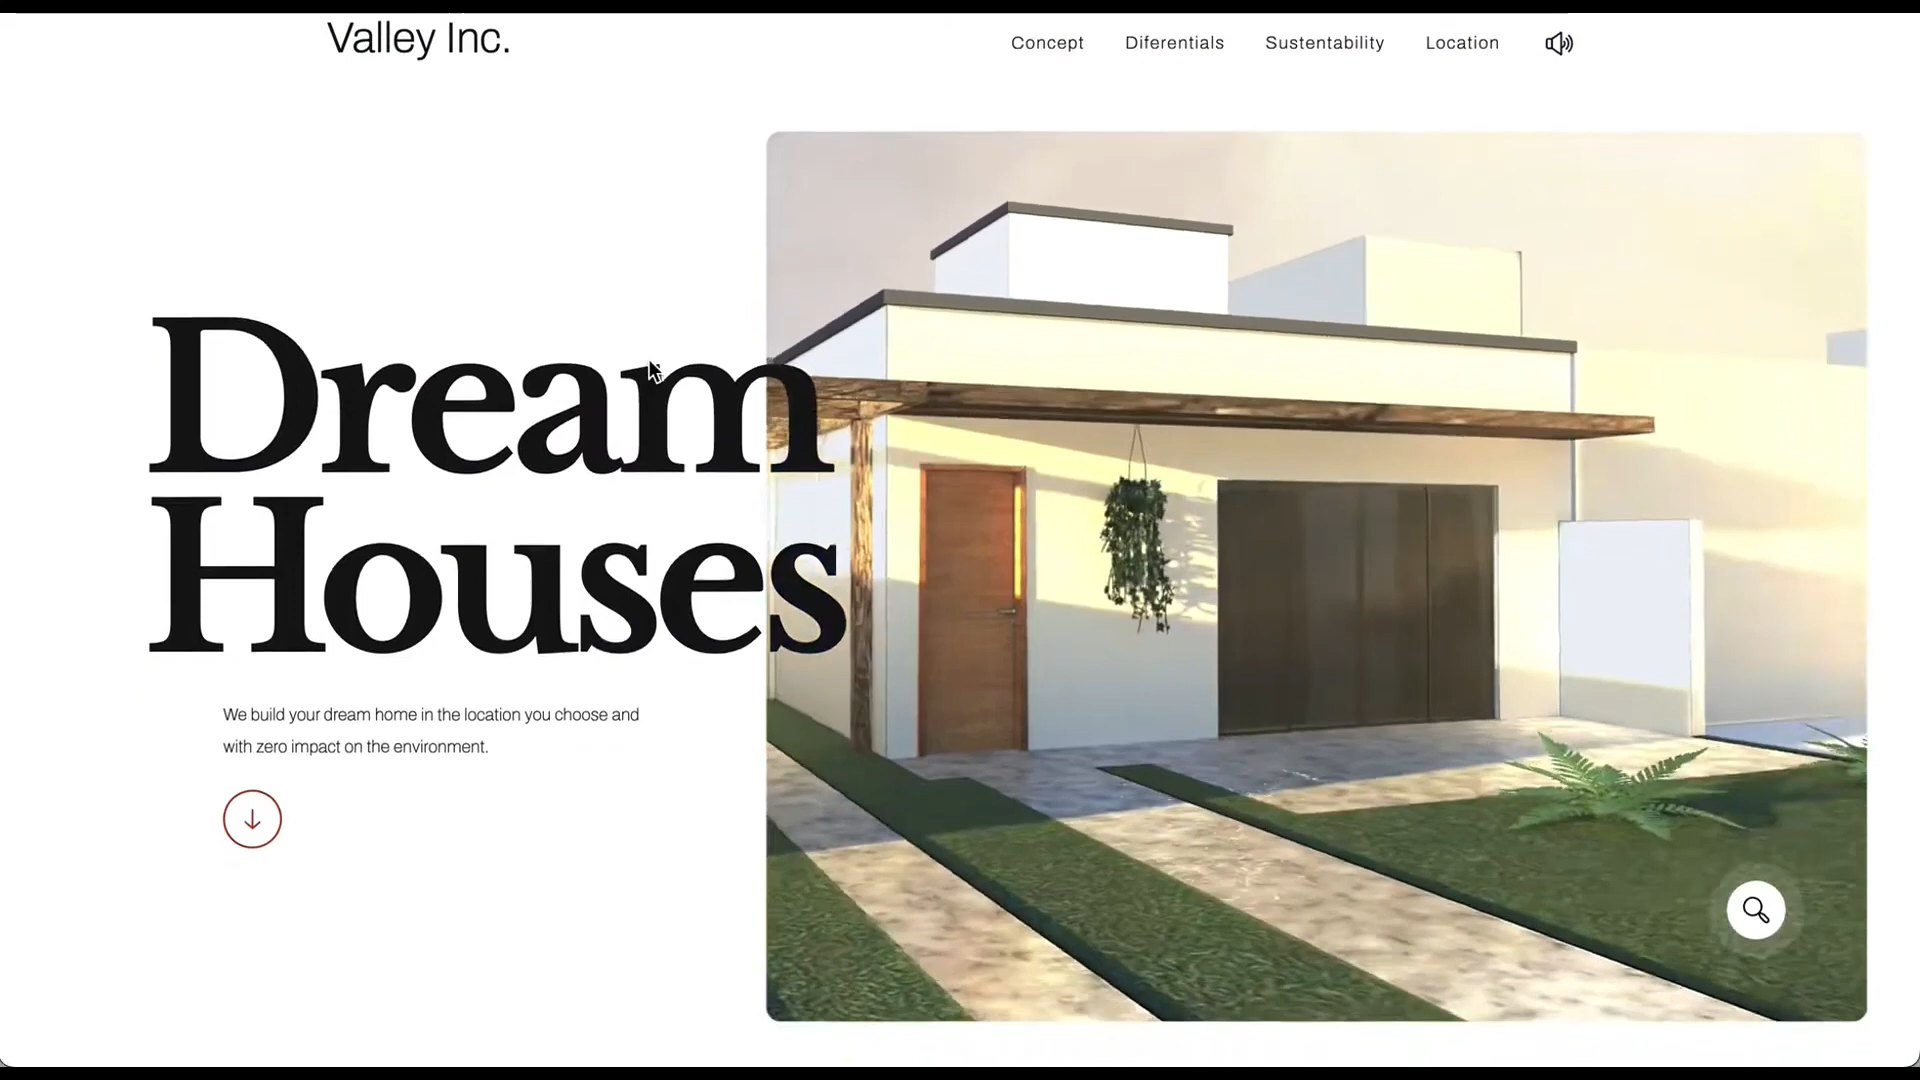 Valley Inc.
Concept Diferentials Sustentability Location
Dream
Houses
We build your dream home in the location you choose and
with zero impact on the environment.